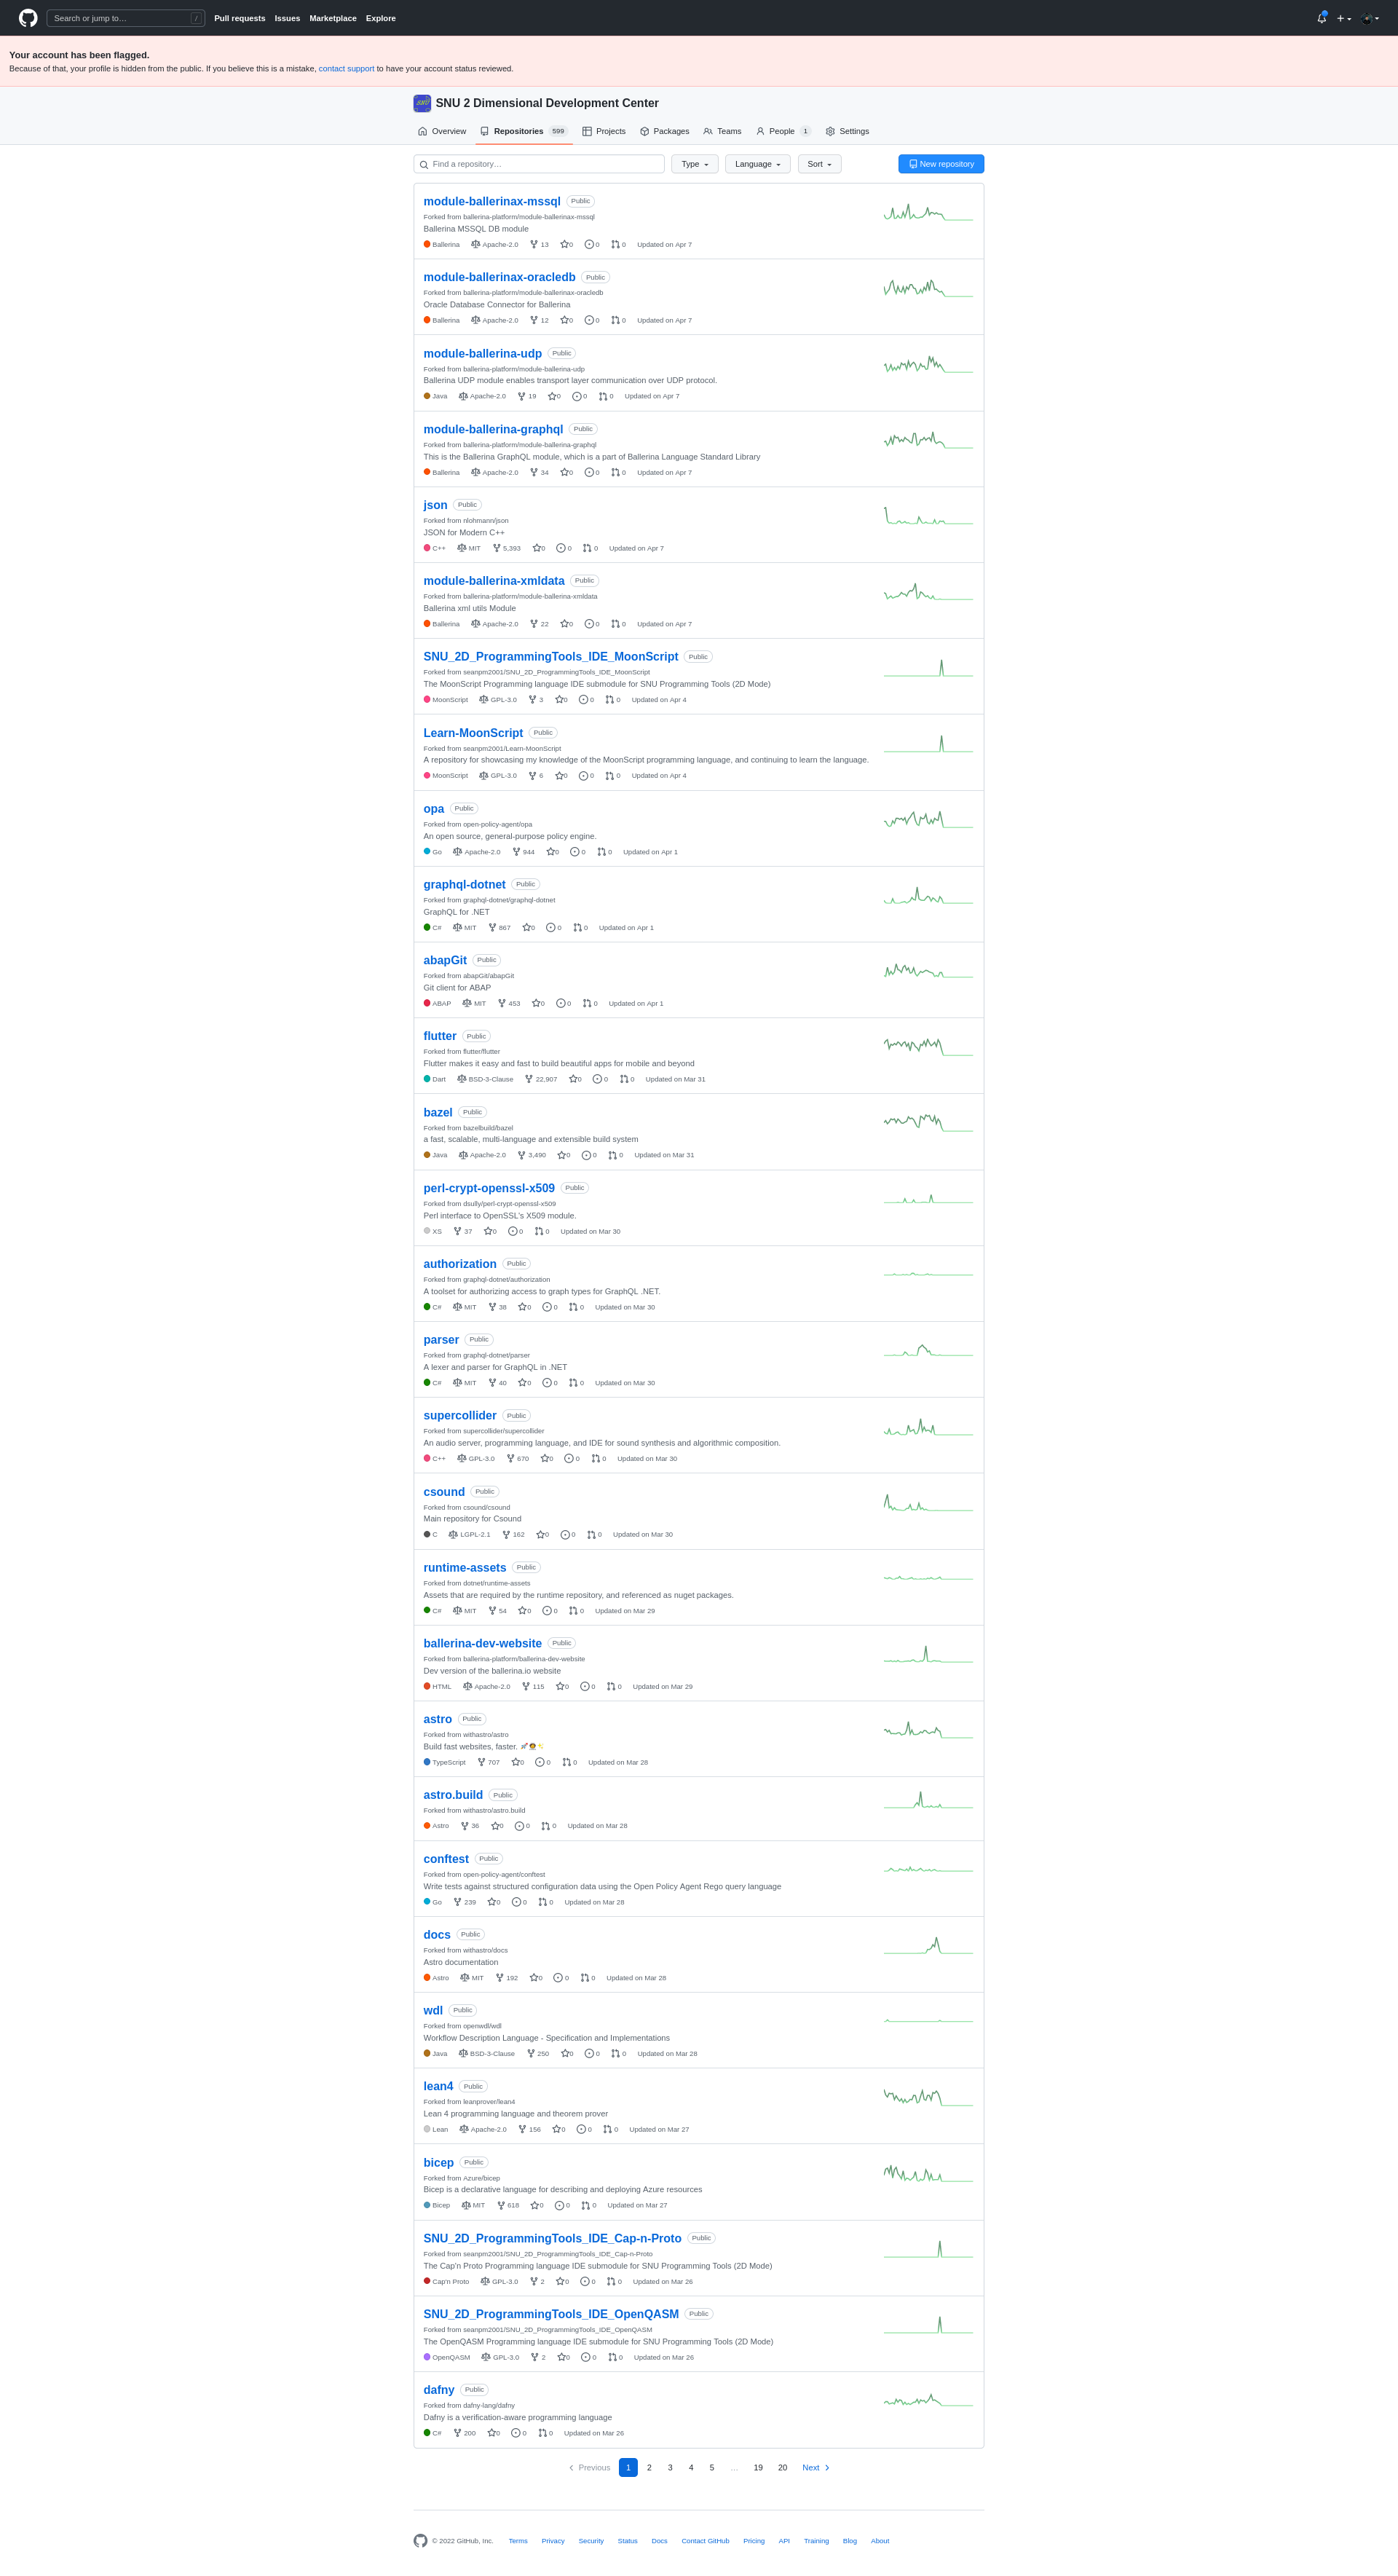 Search or jump to…
/
Pull requests Issues Marketplace Explore
Your account has been flagged.
Because of that, your profile is hidden from the public. If you believe this is a mistake, contact support to have your account status reviewed.
SNU 2 Dimensional Development Center
Overview Repositories 599 Projects Packages Teams People 1 Settings
Find a repository… Type Language Sort New repository
module-ballerinax-mssql Public
Forked from ballerina-platform/module-ballerinax-mssql
Ballerina MSSQL DB module
Ballerina Apache-2.0 13 0 0 0 Updated on Apr 7
module-ballerinax-oracledb Public
Forked from ballerina-platform/module-ballerinax-oracledb
Oracle Database Connector for Ballerina
Ballerina Apache-2.0 12 0 0 0 Updated on Apr 7
module-ballerina-udp Public
Forked from ballerina-platform/module-ballerina-udp
Ballerina UDP module enables transport layer communication over UDP protocol.
Java Apache-2.0 19 0 0 0 Updated on Apr 7
module-ballerina-graphql Public
Forked from ballerina-platform/module-ballerina-graphql
This is the Ballerina GraphQL module, which is a part of Ballerina Language Standard Library
Ballerina Apache-2.0 34 0 0 0 Updated on Apr 7
json Public
Forked from nlohmann/json
JSON for Modern C++
C++ MIT 5,393 0 0 0 Updated on Apr 7
module-ballerina-xmldata Public
Forked from ballerina-platform/module-ballerina-xmldata
Ballerina xml utils Module
Ballerina Apache-2.0 22 0 0 0 Updated on Apr 7
SNU_2D_ProgrammingTools_IDE_MoonScript Public
Forked from seanpm2001/SNU_2D_ProgrammingTools_IDE_MoonScript
The MoonScript Programming language IDE submodule for SNU Programming Tools (2D Mode)
MoonScript GPL-3.0 3 0 0 0 Updated on Apr 4
Learn-MoonScript Public
Forked from seanpm2001/Learn-MoonScript
A repository for showcasing my knowledge of the MoonScript programming language, and continuing to learn the language.
MoonScript GPL-3.0 6 0 0 0 Updated on Apr 4
opa Public
Forked from open-policy-agent/opa
An open source, general-purpose policy engine.
Go Apache-2.0 944 0 0 0 Updated on Apr 1
graphql-dotnet Public
Forked from graphql-dotnet/graphql-dotnet
GraphQL for .NET
C# MIT 867 0 0 0 Updated on Apr 1
abapGit Public
Forked from abapGit/abapGit
Git client for ABAP
ABAP MIT 453 0 0 0 Updated on Apr 1
flutter Public
Forked from flutter/flutter
Flutter makes it easy and fast to build beautiful apps for mobile and beyond
Dart BSD-3-Clause 22,907 0 0 0 Updated on Mar 31
bazel Public
Forked from bazelbuild/bazel
a fast, scalable, multi-language and extensible build system
Java Apache-2.0 3,490 0 0 0 Updated on Mar 31
perl-crypt-openssl-x509 Public
Forked from dsully/perl-crypt-openssl-x509
Perl interface to OpenSSL's X509 module.
XS 37 0 0 0 Updated on Mar 30
authorization Public
Forked from graphql-dotnet/authorization
A toolset for authorizing access to graph types for GraphQL .NET.
C# MIT 38 0 0 0 Updated on Mar 30
parser Public
Forked from graphql-dotnet/parser
A lexer and parser for GraphQL in .NET
C# MIT 40 0 0 0 Updated on Mar 30
supercollider Public
Forked from supercollider/supercollider
An audio server, programming language, and IDE for sound synthesis and algorithmic composition.
C++ GPL-3.0 670 0 0 0 Updated on Mar 30
csound Public
Forked from csound/csound
Main repository for Csound
C LGPL-2.1 162 0 0 0 Updated on Mar 30
runtime-assets Public
Forked from dotnet/runtime-assets
Assets that are required by the runtime repository, and referenced as nuget packages.
C# MIT 54 0 0 0 Updated on Mar 29
ballerina-dev-website Public
Forked from ballerina-platform/ballerina-dev-website
Dev version of the ballerina.io website
HTML Apache-2.0 115 0 0 0 Updated on Mar 29
astro Public
Forked from withastro/astro
Build fast websites, faster. 🚀🧑‍🚀✨
TypeScript 707 0 0 0 Updated on Mar 28
astro.build Public
Forked from withastro/astro.build
Astro 36 0 0 0 Updated on Mar 28
conftest Public
Forked from open-policy-agent/conftest
Write tests against structured configuration data using the Open Policy Agent Rego query language
Go 239 0 0 0 Updated on Mar 28
docs Public
Forked from withastro/docs
Astro documentation
Astro MIT 192 0 0 0 Updated on Mar 28
wdl Public
Forked from openwdl/wdl
Workflow Description Language - Specification and Implementations
Java BSD-3-Clause 250 0 0 0 Updated on Mar 28
lean4 Public
Forked from leanprover/lean4
Lean 4 programming language and theorem prover
Lean Apache-2.0 156 0 0 0 Updated on Mar 27
bicep Public
Forked from Azure/bicep
Bicep is a declarative language for describing and deploying Azure resources
Bicep MIT 618 0 0 0 Updated on Mar 27
SNU_2D_ProgrammingTools_IDE_Cap-n-Proto Public
Forked from seanpm2001/SNU_2D_ProgrammingTools_IDE_Cap-n-Proto
The Cap'n Proto Programming language IDE submodule for SNU Programming Tools (2D Mode)
Cap'n Proto GPL-3.0 2 0 0 0 Updated on Mar 26
SNU_2D_ProgrammingTools_IDE_OpenQASM Public
Forked from seanpm2001/SNU_2D_ProgrammingTools_IDE_OpenQASM
The OpenQASM Programming language IDE submodule for SNU Programming Tools (2D Mode)
OpenQASM GPL-3.0 2 0 0 0 Updated on Mar 26
dafny Public
Forked from dafny-lang/dafny
Dafny is a verification-aware programming language
C# 200 0 0 0 Updated on Mar 26
Previous 1 2 3 4 5 … 19 20 Next
© 2022 GitHub, Inc. Terms Privacy Security Status Docs Contact GitHub Pricing API Training Blog About